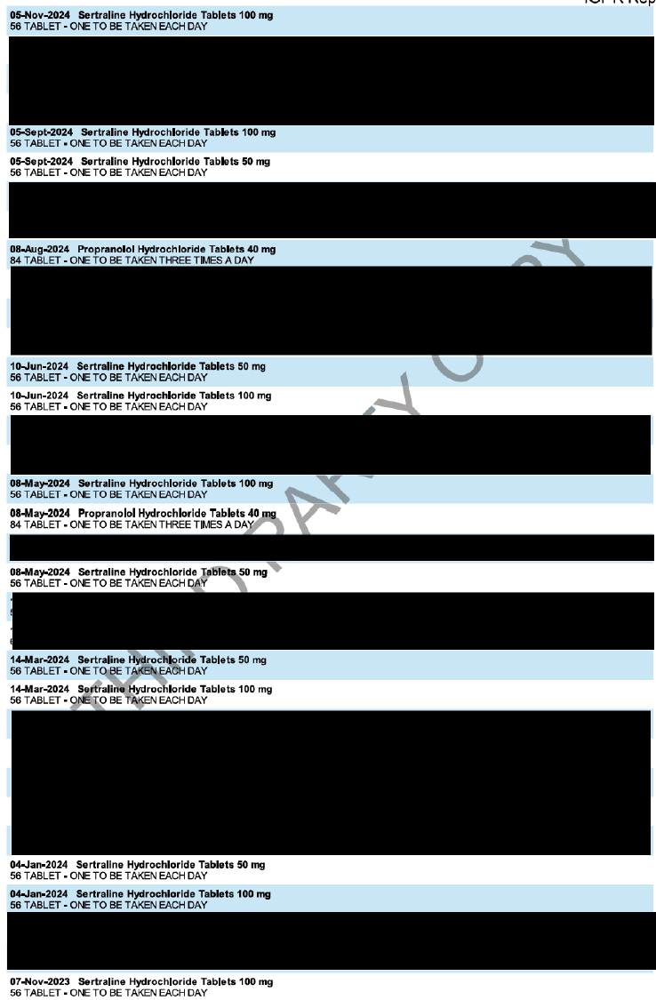 05-Nov-2024 Sertraline Hydrochloride Tablets 100 mg
56 TABLET - ONE TO BE TAKEN EACH DAY
05-Sept-2024 Sertraline Hydrochloride Tablets 100 mg
56 TABLET - ONE TO BE TAKEN EACH DAY
05-Sept-2024 Sertraline Hydrochloride Tablets 50 mg
56 TABLET - ONE TO BE TAKEN EACH DAY
08-Aug-2024 Propranolol Hydrochloride Tablets 40 mg
84 TABLET - ONE TO BE TAKEN THREE TIMES A DAY
10-Jun-2024 Sertraline Hydrochloride Tablets 50 mg
56 TABLET - ONE TO BE TAKEN EACH DAY
10-Jun-2024 Sertraline Hydrochloride Tablets 100 mg
56 TABLET - ONE TO BE TAKEN EACH DAY
08-May-2024 Sertraline Hydrochloride Tablets 100 mg
56 TABLET - ONE TO BE TAKEN EACH DAY
08-May-2024 Propranolol Hydrochloride Tablets 40 mg
84 TABLET - ONE TO BE TAKEN THREE TIMES A DAY
08-May-2024 Sertraline Hydrochloride Tablets 50 mg
56 TABLET - ONE TO BE TAKEN EACH DAY
14-Mar-2024 Sertraline Hydrochloride Tablets 50 mg
56 TABLET - ONE TO BE TAKEN EACH DAY
14-Mar-2024 Sertraline Hydrochloride Tablets 100 mg
56 TABLET - ONE TO BE TAKEN EACH DAY
04-Jan-2024 Sertraline Hydrochloride Tablets 50 mg
56 TABLET - ONE TO BE TAKEN EACH DAY
04-Jan-2024 Sertraline Hydrochloride Tablets 100 mg
56 TABLET - ONE TO BE TAKEN EACH DAY
07-Nov-2023 Sertraline Hydrochloride Tablets 100 mg
56 TABLET - ONE TO BE TAKEN EACH DAY
THIRD PARTY COPY